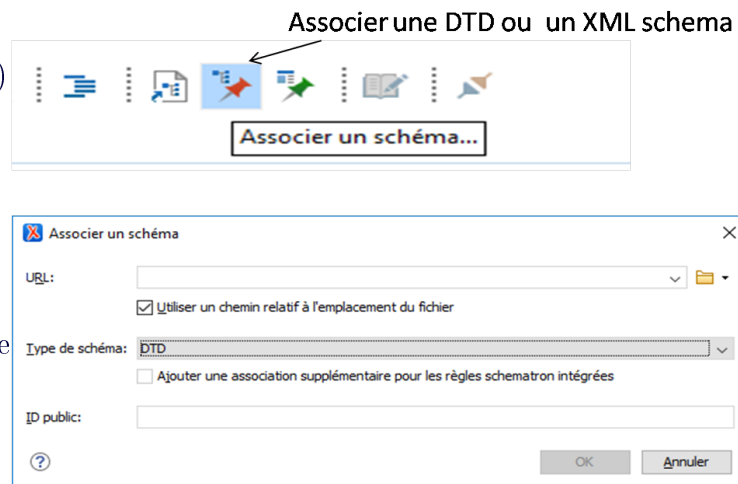 Associer une DTD ou un XML schema
)
Associer un schéma...
Associer un schéma
URL:
Utiliser un chemin relatif à l'emplacement du fichier
e
Type de schéma: DTD
Ajouter une association supplémentaire pour les règles schematron intégrées
ID public:
?
OK Annuler